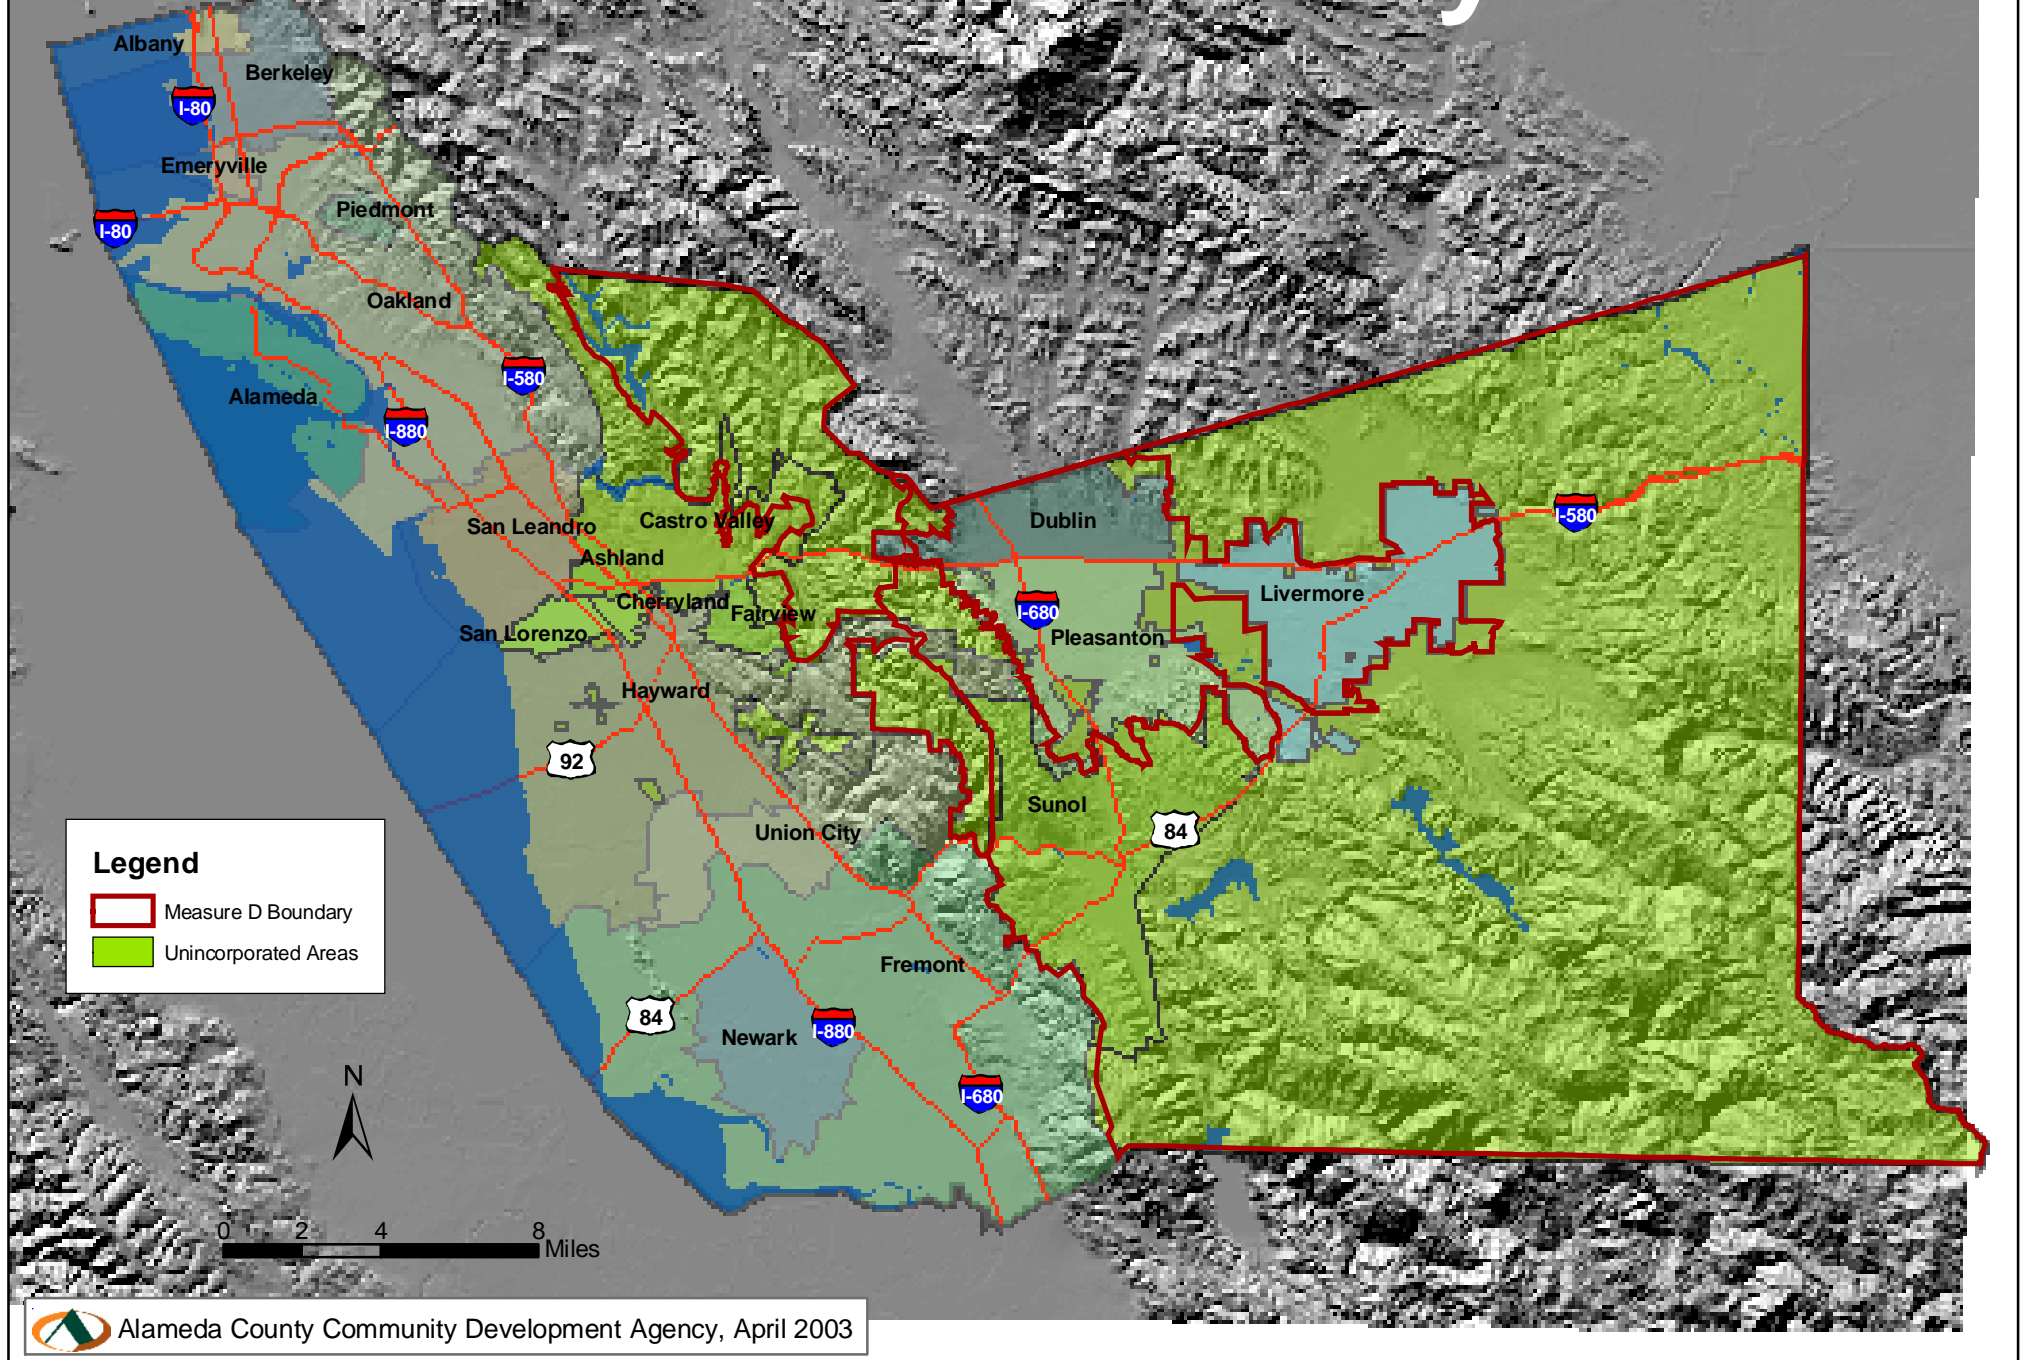 Albany
Berkeley
I-80
Emeryville
Piedmont
I-80
Oakland
I-580
Alameda
I-880
San Leandro
Castro Valley
Dublin
I-580
Ashland
Cherryland
Fairview
Livermore
I-680
San Lorenzo
Pleasanton
Hayward
92
Sunol
Union City
84
Legend
Measure D Boundary
Unincorporated Areas
Fremont
84
Newark
I-880
N
I-680
0 2 4 8
Miles
Alameda County Community Development Agency, April 2003